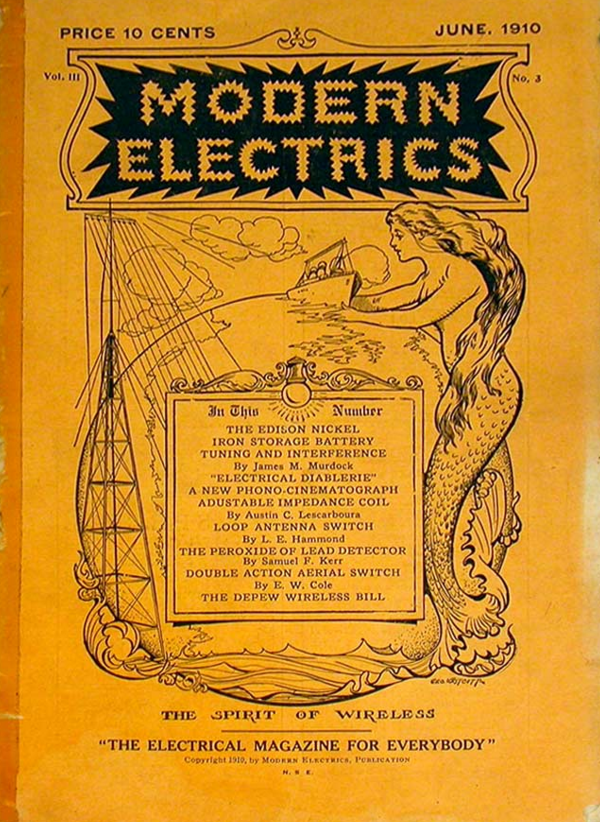 PRICE 10 CENTS
JUNE, 1910
Vol. III
No. 3
MODERN
ELECTRICS
In This Number
THE EDISON NICKEL
IRON STORAGE BATTERY
TUNING AND INTERFERENCE
By James M. Murdock
"ELECTRICAL DIABLERIE"
A NEW PHONO-CINEMATOGRAPH
ADUSTABLE IMPEDANCE COIL
By Austin C. Lescarboura
LOOP ANTENNA SWITCH
By L. E. Hammond
THE PEROXIDE OF LEAD DETECTOR
By Samuel F. Kerr
DOUBLE ACTION AERIAL SWITCH
By E. W. Cole
THE DEPEW WIRELESS BILL
GEO.
THE SPIRIT OF WIRELESS
"THE ELECTRICAL MAGAZINE FOR EVERYBODY"
Copyright 1910, by MODERN ELECTRICS, PUBLICATION